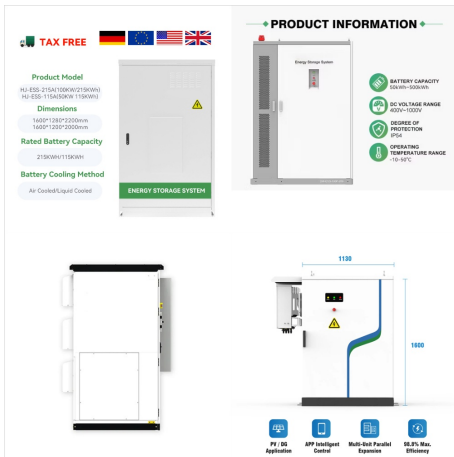 TAX FREE
Product Model
HJ-ESS-215A(100KW/215KWh)
HJ-ESS-115A(50KW 115KWh)
Dimensions
1600*1280*2200mm
1600*1200*2000mm
Rated Battery Capacity
215KWH/115KWH
Battery Cooling Method
Air Cooled/Liquid Cooled
ENERGY STORAGE SYSTEM
PRODUCT INFORMATION
Energy Storage System
BATTERY CAPACITY
50kWh~500kWh
DC VOLTAGE RANGE
400V~1000V
DEGREE OF
PROTECTION
IP54
OPERATING
TEMPERATURE RANGE
-10~50°C
1130
1600
PV / DG
Application
APP Intelligent
Control
Multi-Unit Parallel
Expansion
98.8% Max.
Efficiency